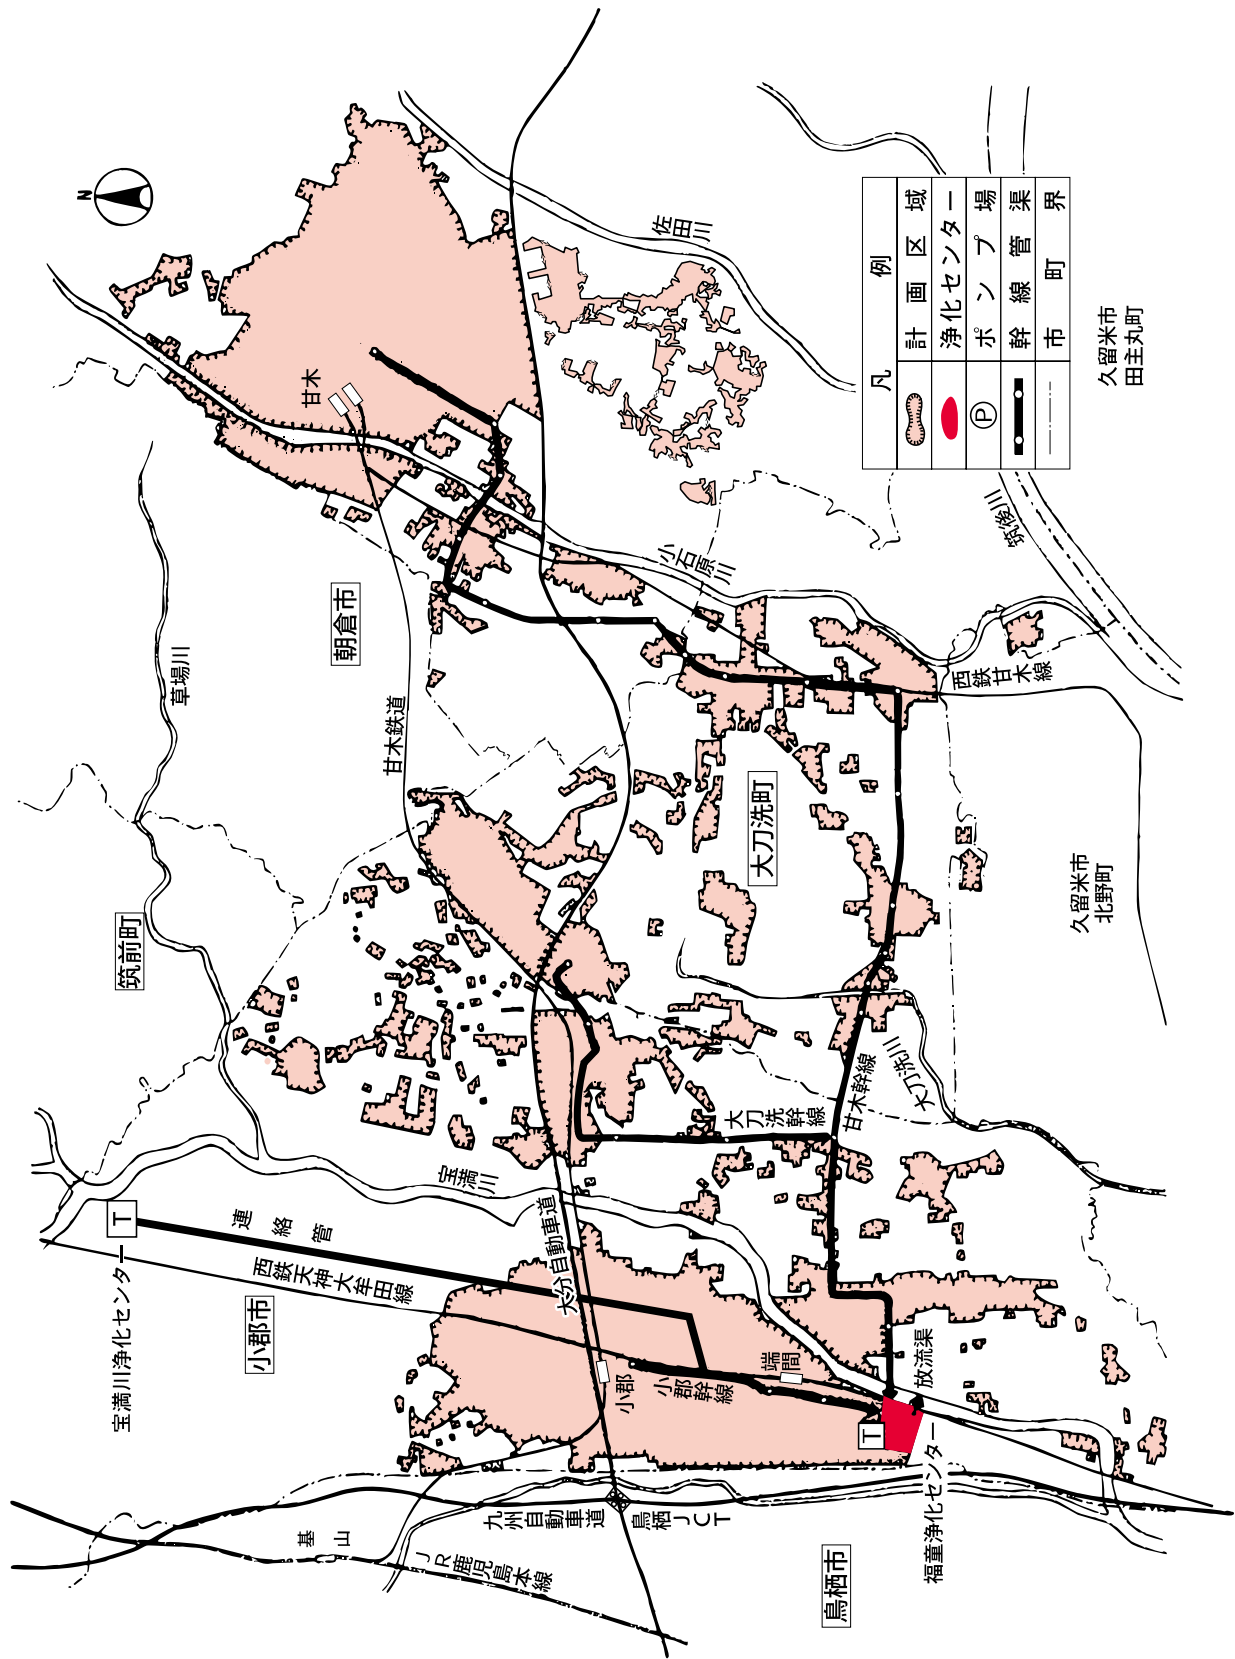 N
佐田川
甘木
凡例
計画区域
浄化センター
ポンプ場
P
幹線管渠
市町界
久留米市
田主丸町
筑後川
小石原川
朝倉市
草場川
甘木鉄道
西鉄甘木線
大刀洗町
久留米市
北野町
筑前町
大刀洗幹線
甘木幹線
大刀洗川
宝満川
T
連絡管
西鉄天神大牟田線
宝満川浄化センター
小郡市
大分自動車道
小郡
小郡幹線
端間
放流渠
T
福童浄化センター
九州自動車道
鳥栖JCT
基山
JR鹿児島本線
鳥栖市